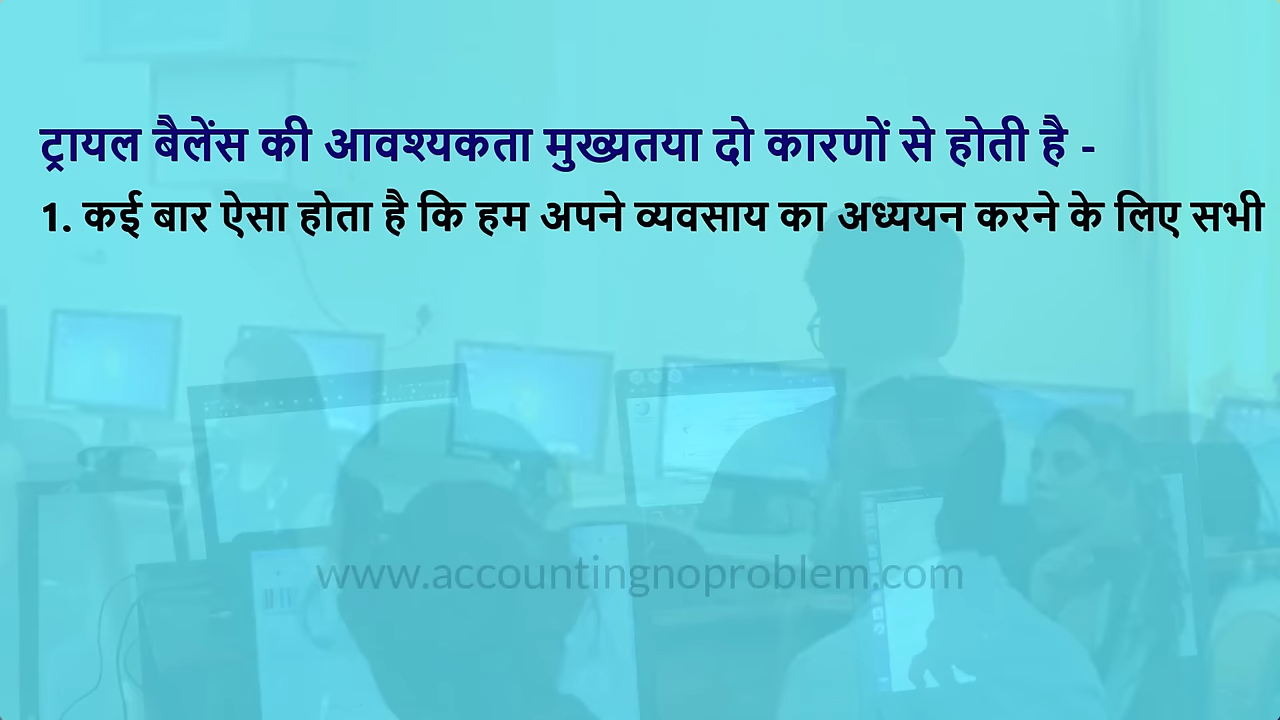 ट्रायल बैलेंस की आवश्यकता मुख्यतया दो कारणों से होती है -
1. कई बार ऐसा होता है कि हम अपने व्यवसाय का अध्ययन करने के लिए सभी
www.accountingnoproblem.com